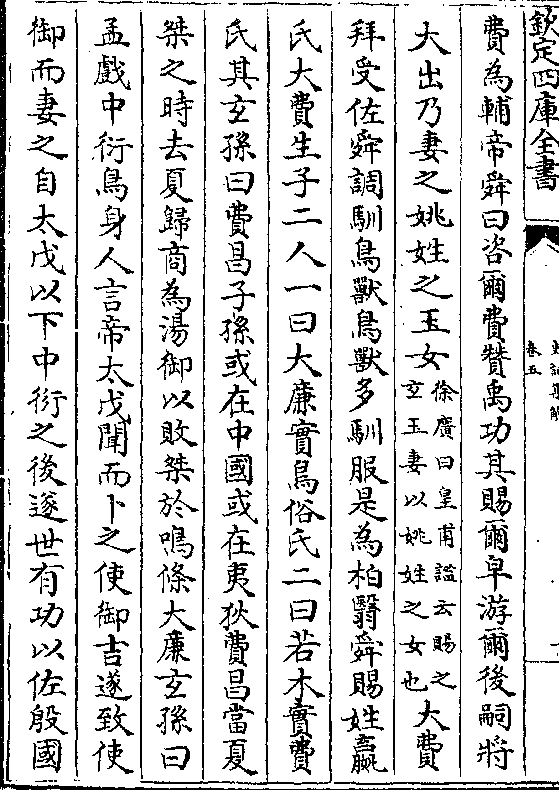 欽定四庫全書
卷五
費為輔帝舜曰咨爾費贊禹功其賜爾皁游爾後嗣將
大出乃妻之姚姓之玉女徐廣曰皇甫謐云賜之玄玉妻以姚姓之女也大費
拜受佐舜調馴鳥獸鳥獸多馴服是為柏翳舜賜姓嬴
氏大費生子二人一曰大廉實鳥俗氏二曰若木實費
氏其玄孫曰費昌子孫或在中國或在夷狄費昌當夏
桀之時去夏歸商為湯御以敗桀於鳴條大廉玄孫曰
孟戲中衍鳥身人言帝太戊聞而卜之使御吉遂致使
御而妻之自太戊以下中衍之後遂世有功以佐殷國